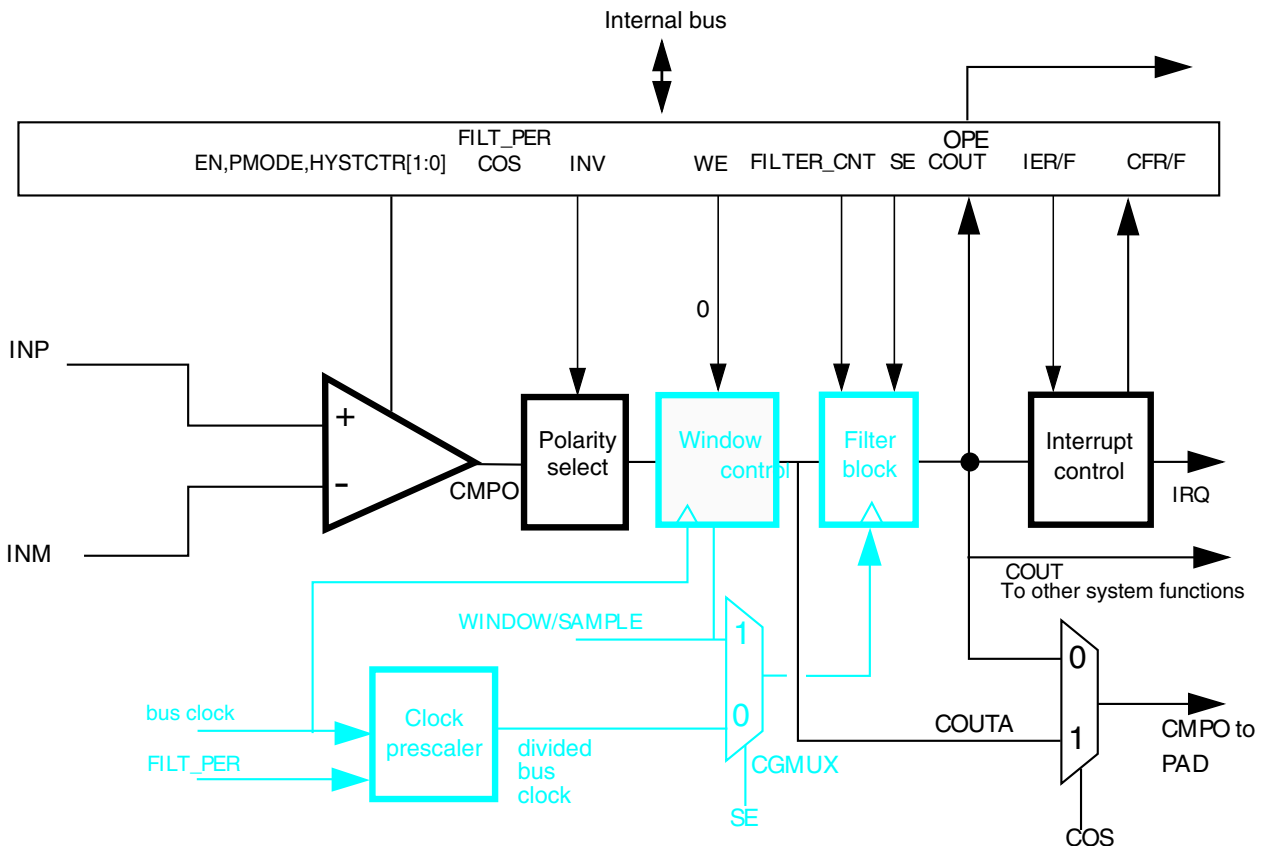 Internal bus
FILT_PER
OPE
EN,PMODE,HYSTCTR[1:0]
COS
INV
WE
FILTER_CNT
SE
COUT
IER/F
CFR/F
0
INP
+
-
CMPO
Polarity
select
Window
control
Filter
block
Interrupt
control
IRQ
INM
COUT
To other system functions
WINDOW/SAMPLE
1
0
bus clock
FILT_PER
Clock
prescaler
divided
bus
clock
CGMUX
SE
COUTA
0
1
CMPO to
PAD
COS